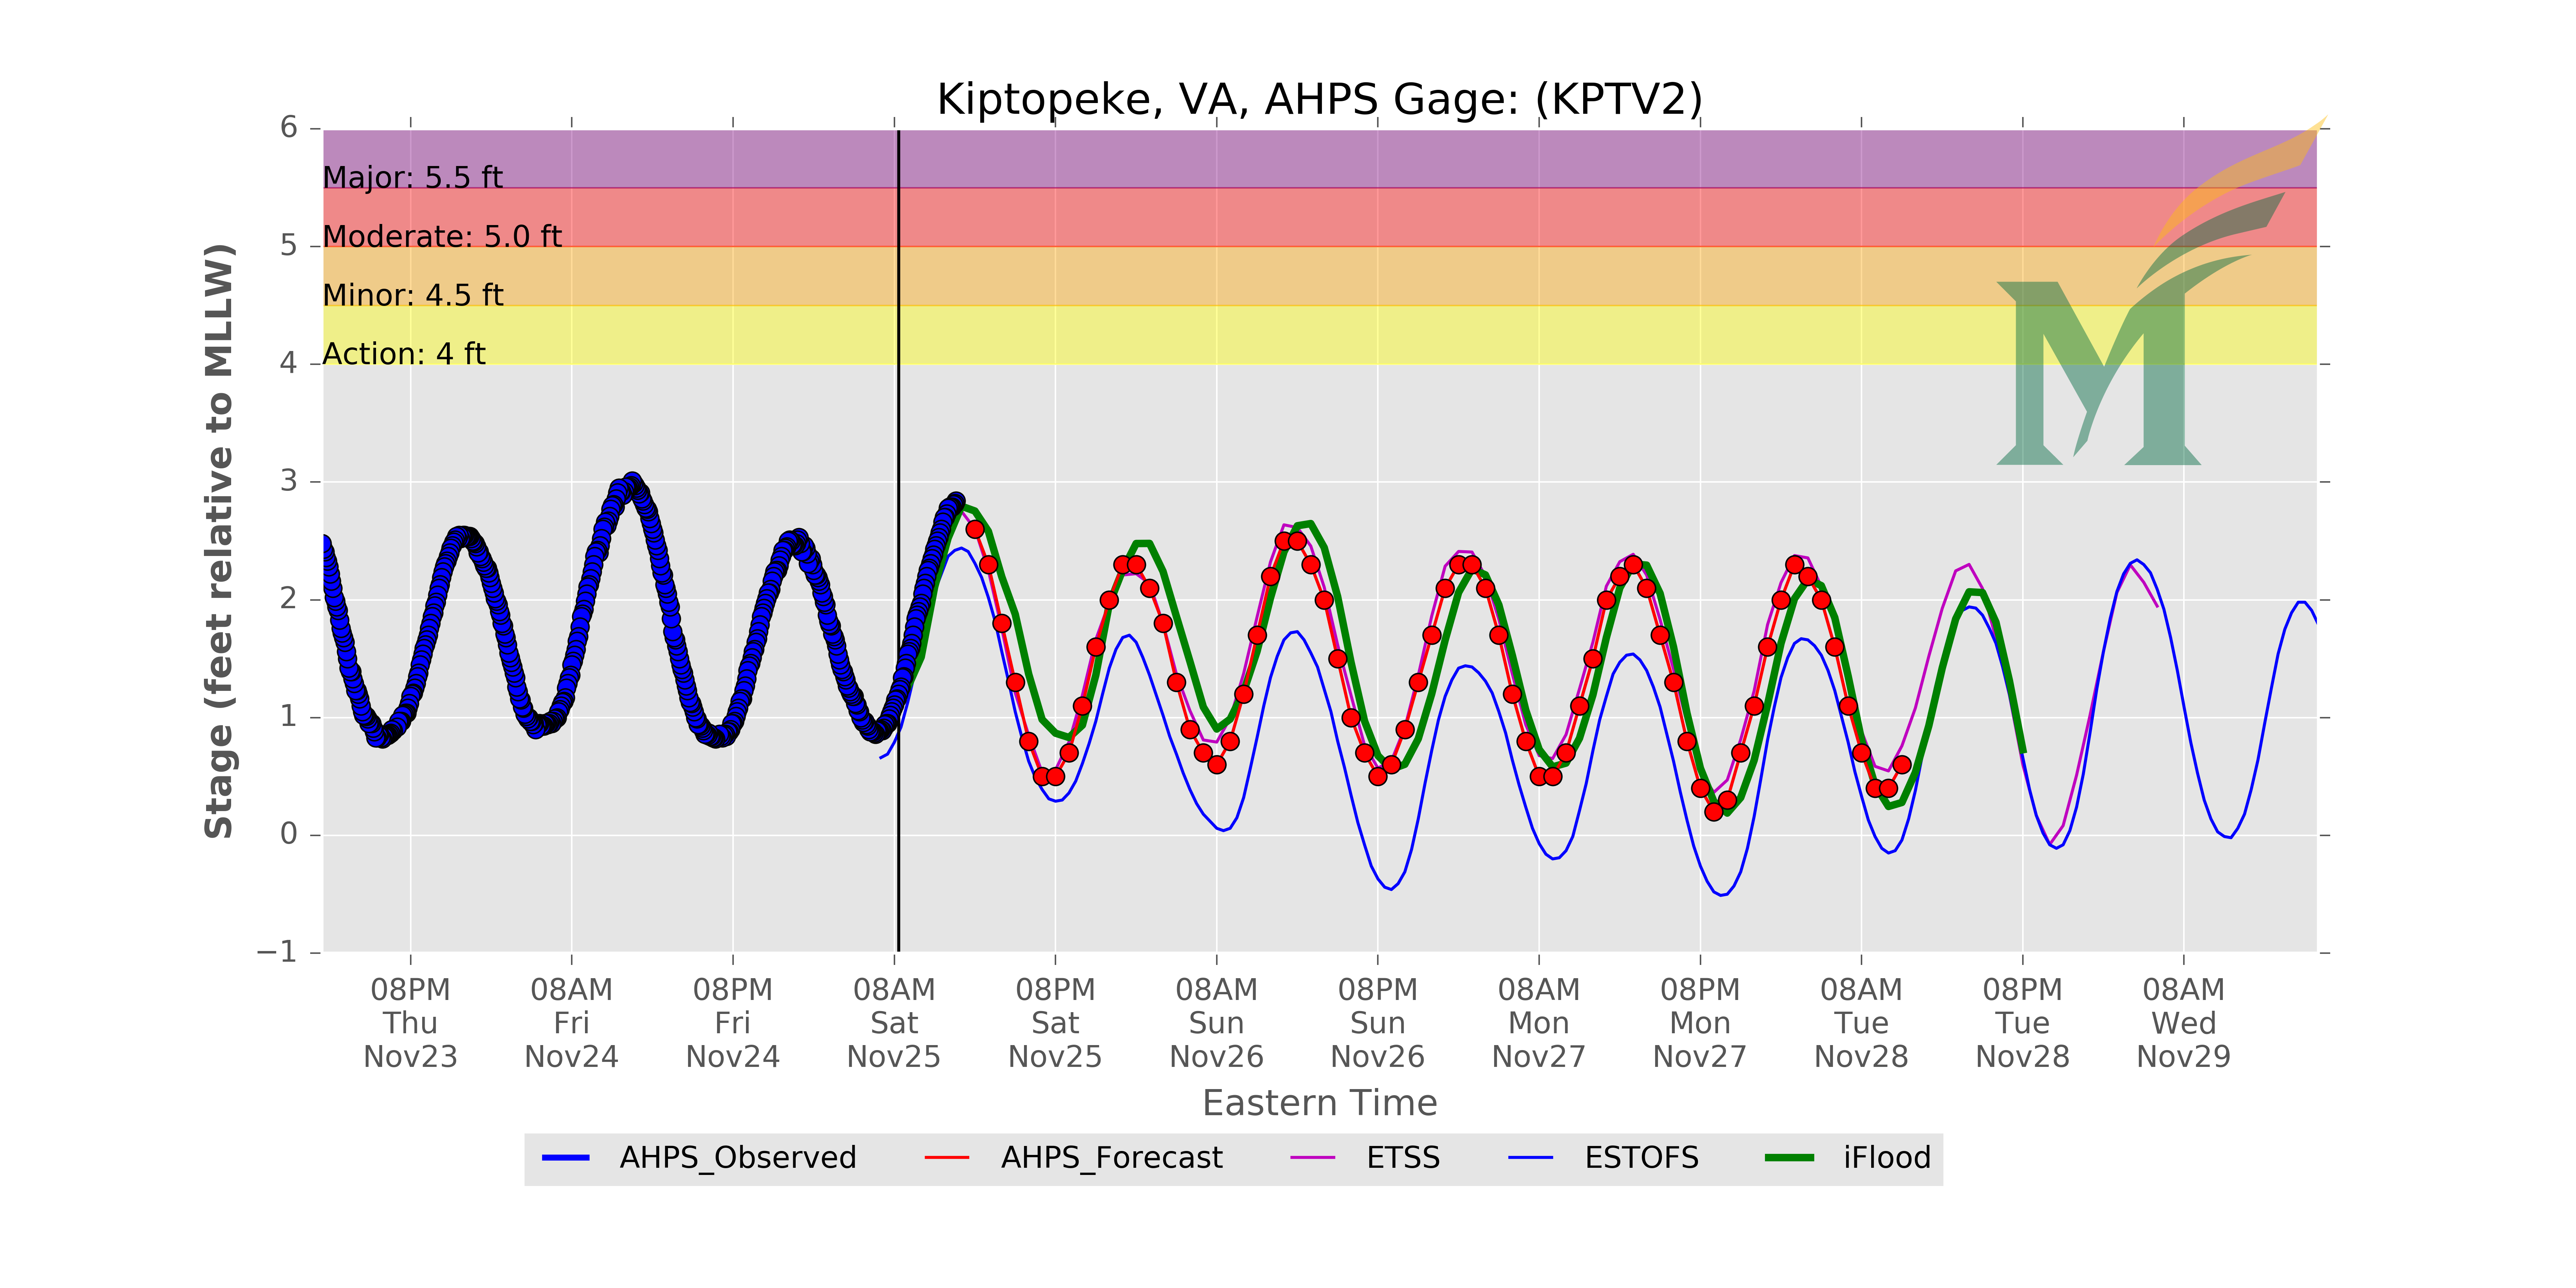 Kiptopeke, VA, AHPS Gage: (KPTV2)
Stage (feet relative to MLLW)
6
5
4
3
2
1
0
−1
Major: 5.5 ft
Moderate: 5.0 ft
Minor: 4.5 ft
Action: 4 ft
M
08PM 08AM 08PM 08AM 08PM 08AM 08PM 08AM 08PM 08AM 08PM 08AM
Thu Fri Fri Sat Sat Sun Sun Mon Mon Tue Tue Wed
Nov23 Nov24 Nov24 Nov25 Nov25 Nov26 Nov26 Nov27 Nov27 Nov28 Nov28 Nov29
Eastern Time
AHPS_Observed AHPS_Forecast ETSS ESTOFS iFlood